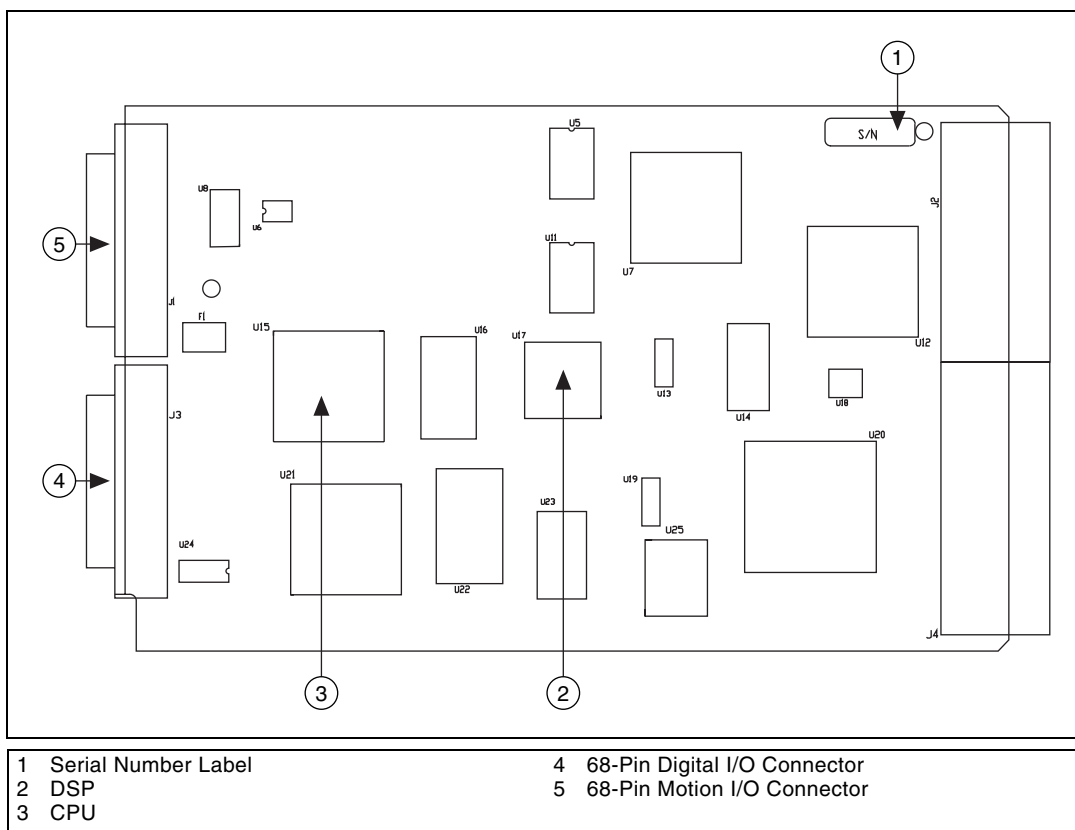 1
U5
S/N
U8
J2
U6
U11
5
U7
J1
F1
U15
U16
U17
U12
U13
U14
U18
J3
U20
U21
4
U19
U23
U25
U24
U22
J4
3
2
1 Serial Number Label
2 DSP
3 CPU
4 68-Pin Digital I/O Connector
5 68-Pin Motion I/O Connector